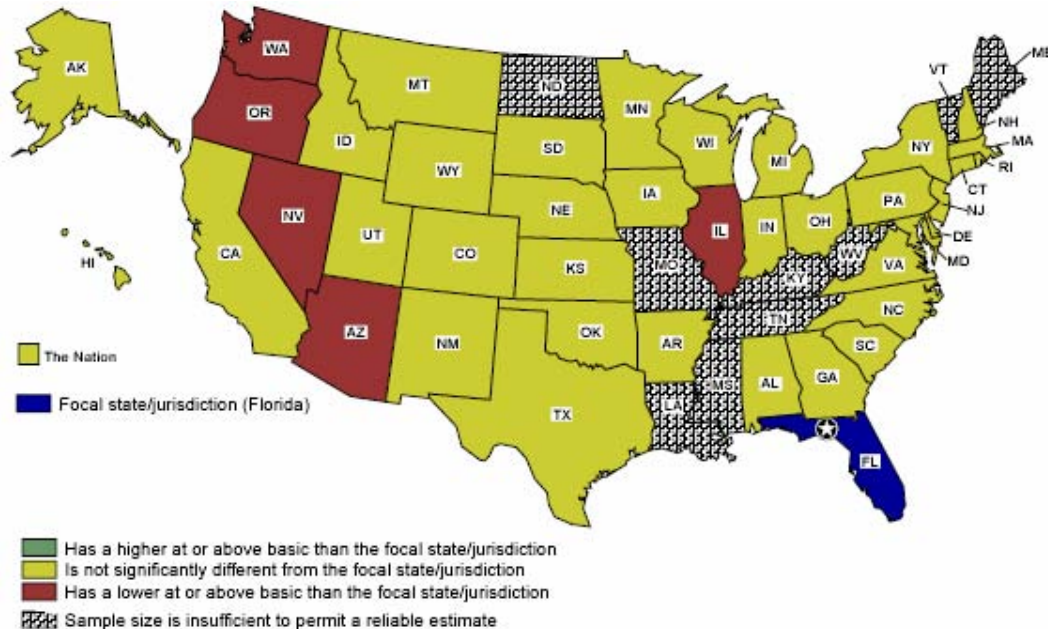 WA
ME
AK
VT
MT
ND
MN
OR
NH
ID
WI
NY
MA
SD
MI
RI
WY
CT
IA
PA
NV
NE
NJ
OH
IL
IN
UT
DE
CA
CO
WV
HI
KS
MO
MD
VA
KY
NC
TN
AZ
OK
NM
AR
SC
The Nation
MS
AL
GA
LA
Focal state/jurisdiction (Florida)
TX
FL
Has a higher at or above basic than the focal state/jurisdiction
Is not significantly different from the focal state/jurisdiction
Has a lower at or above basic than the focal state/jurisdiction
Sample size is insufficient to permit a reliable estimate